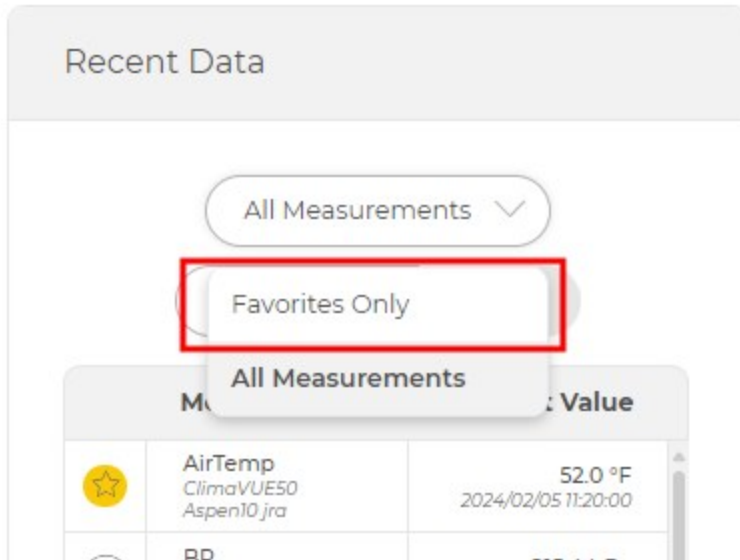 Recent Data
All Measurements
Favorites Only
All Measurements
Value
AirTemp
ClimaVUE50
Aspen10 jra
52.0 °F
2024/02/05 11:20:00